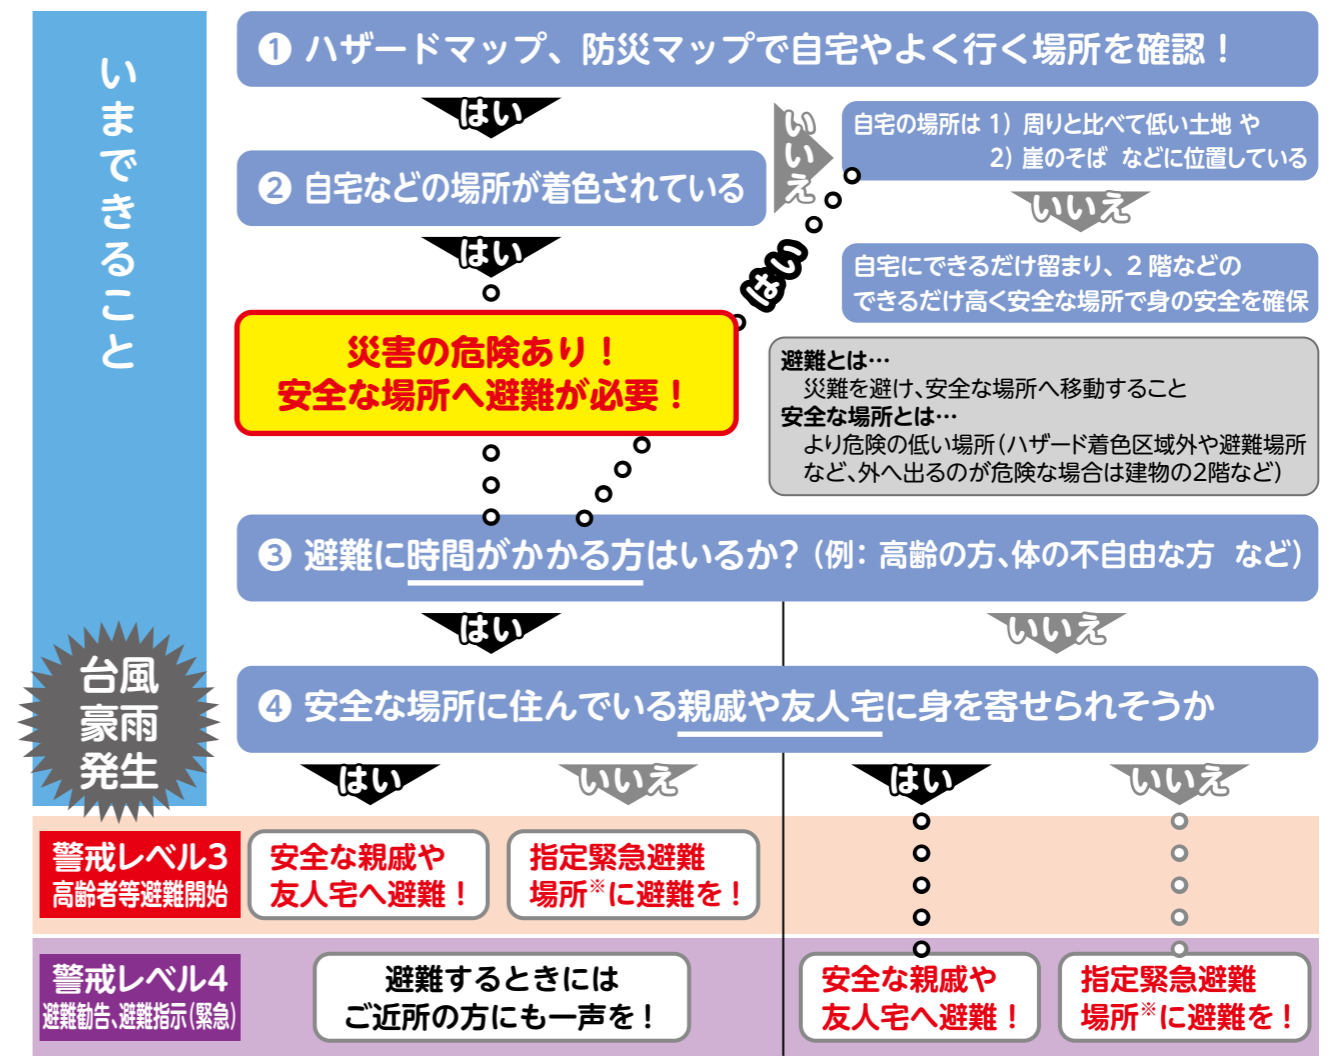 いまできること
❶ ハザードマップ、防災マップで自宅やよく行く場所を確認！
はい
❷ 自宅などの場所が着色されている
いいえ
自宅の場所は 1) 周りと比べて低い土地 や
2) 崖のそば などに位置している
いいえ
自宅にできるだけ留まり、2階などの
できるだけ高く安全な場所で身の安全を確保
はい
はい
災害の危険あり！
安全な場所へ避難が必要！
避難とは…
災難を避け、安全な場所へ移動すること
安全な場所とは…
より危険の低い場所(ハザード着色区域外や避難場所
など、外へ出るのが危険な場合は建物の2階など)
❸ 避難に時間がかかる方はいるか？(例：高齢の方、体の不自由な方 など)
はい
いいえ
台風
豪雨
発生
❹ 安全な場所に住んでいる親戚や友人宅に身を寄せられそうか
はい
いいえ
はい
いいえ
警戒レベル3
高齢者等避難開始
安全な親戚や
友人宅へ避難！
指定緊急避難
場所※に避難を！
警戒レベル4
避難勧告、避難指示(緊急)
避難するときには
ご近所の方にも一声を！
安全な親戚や
友人宅へ避難！
指定緊急避難
場所※に避難を！